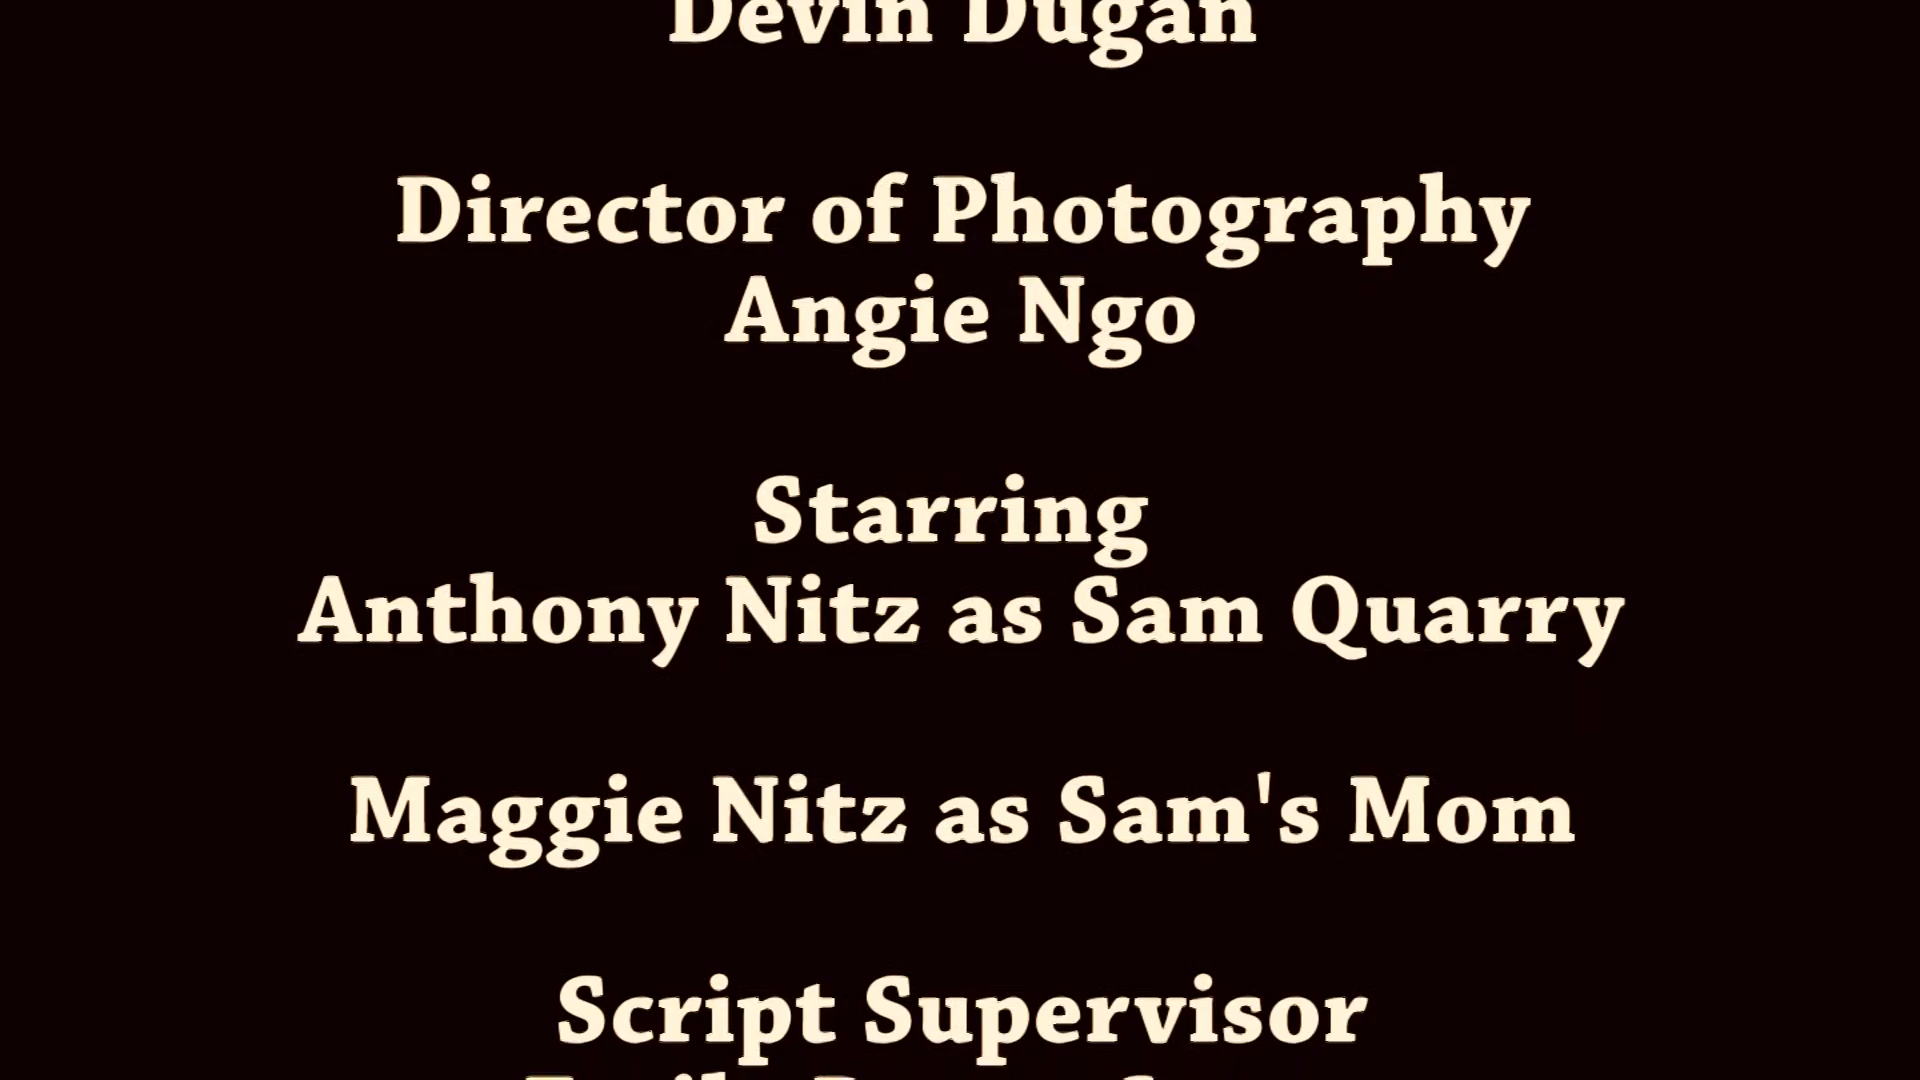 Devin Dugan
Director of Photography
Angie Ngo
Starring
Anthony Nitz as Sam Quarry
Maggie Nitz as Sam's Mom
Script Supervisor